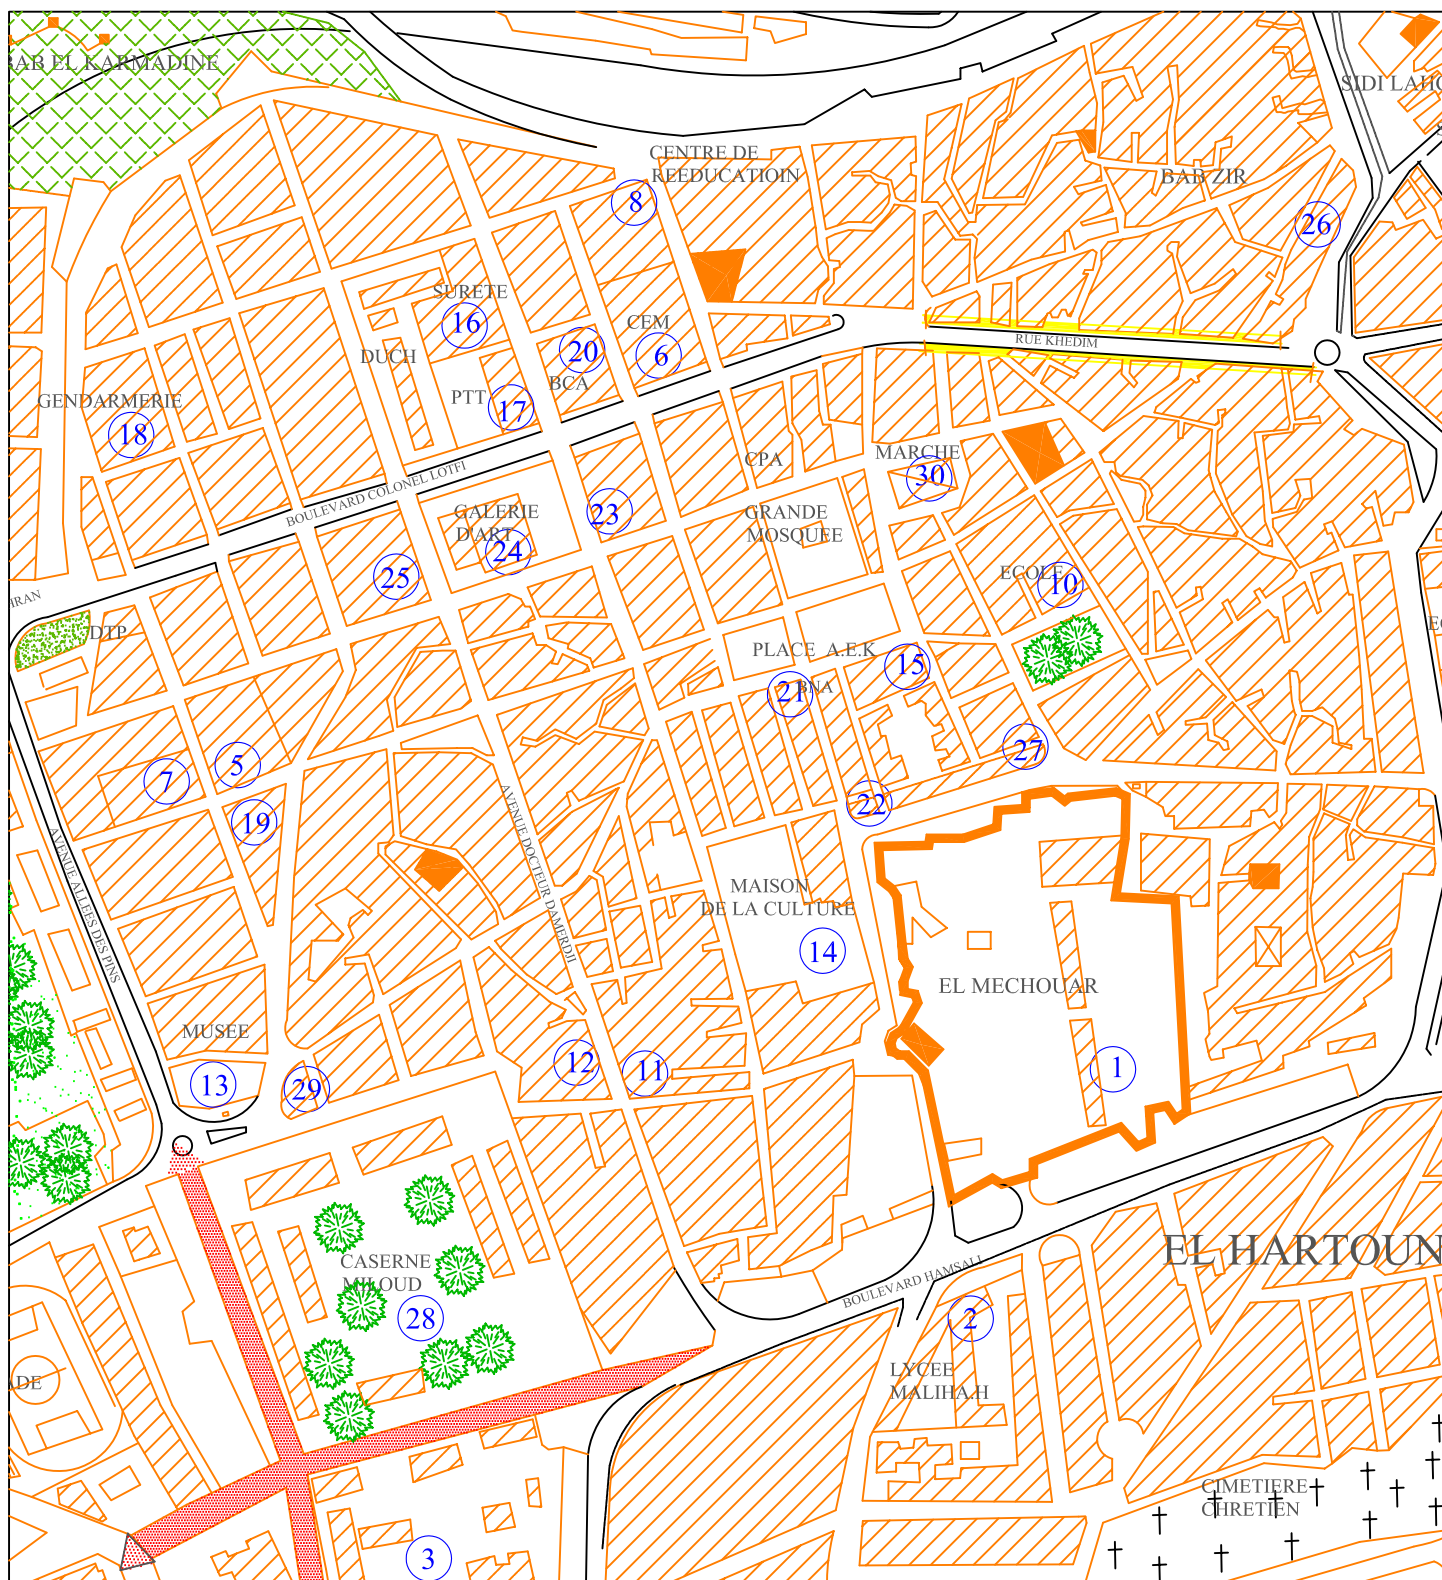 BAB EL KARMADINE
SIDI LAHC
CENTRE DE
REEDUCATIOIN
BAB ZIR
8
26
SURETE
16
CEM
6
20
BCA
DUCH
RUE KHEDIM
PTT
17
GENDARMERIE
18
BOULEVARD COLONEL LOTFI
CPA
MARCHE
30
GALERIE
D'ART
24
23
GRANDE
MOSQUEE
25
ECOLE
10
IRAN
DTP
EC
PLACE A.E.K
15
21
BNA
27
5
7
19
22
AVENUE ALLEES DES PINS
AVENUE DOCTEUR DAMERDJI
MAISON
DE LA CULTURE
14
EL MECHOUAR
1
MUSEE
13
29
12
11
CASERNE
MILOUD
28
BOULEVARD HAMSALI
EL HARTOUN
2
LYCEE
MALIHA.H
ADE
CIMETIERE
CHRETIEN
3